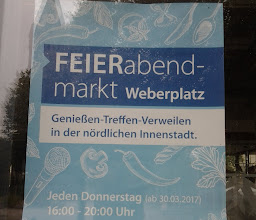 FEIERabend-
markt Weberplatz
Genießen-Treffen-Verweilen
in der nördlichen Innenstadt.
Jeden Donnerstag (ab 30.03.2017)
16:00 - 20:00 Uhr